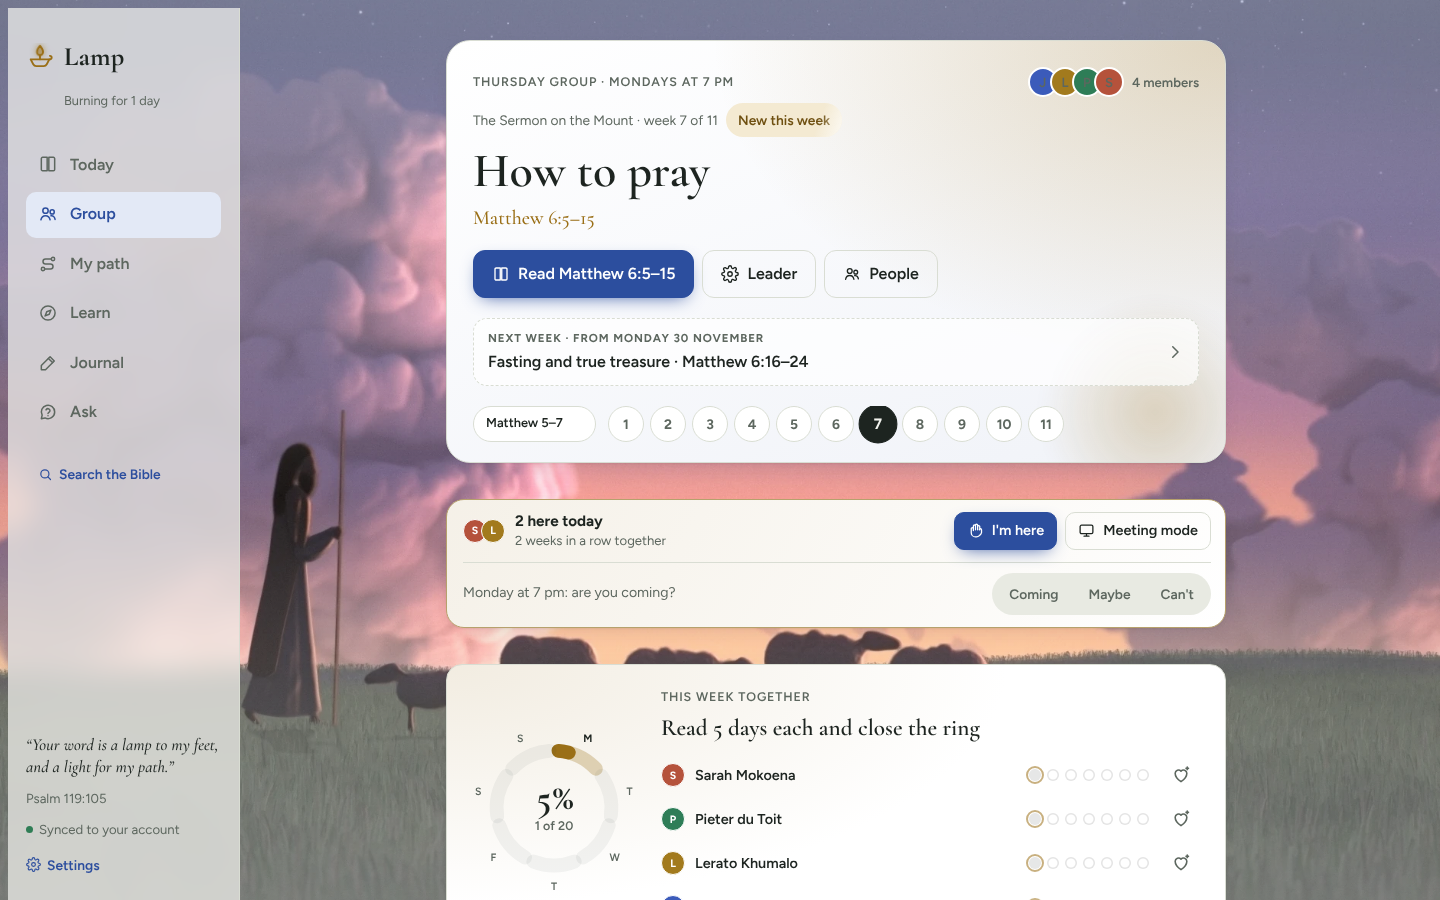 Lamp
Burning for 1 day
Today
Group
My path
Learn
Journal
Ask
Search the Bible
“Your word is a lamp to my feet,
and a light for my path.”
Psalm 119:105
Synced to your account
Settings
THURSDAY GROUP · MONDAYS AT 7 PM
L S
4 members
The Sermon on the Mount · week 7 of 11
New this week
How to pray
Matthew 6:5–15
Read Matthew 6:5–15
Leader
People
NEXT WEEK · FROM MONDAY 30 NOVEMBER
Fasting and true treasure · Matthew 6:16–24
Matthew 5–7
1 2 3 4 5 6 7 8 9 10 11
S L
2 here today
2 weeks in a row together
I'm here
Meeting mode
Monday at 7 pm: are you coming?
Coming
Maybe
Can't
THIS WEEK TOGETHER
Read 5 days each and close the ring
S M
S T
5%
1 of 20
F W
T
S Sarah Mokoena
P Pieter du Toit
L Lerato Khumalo